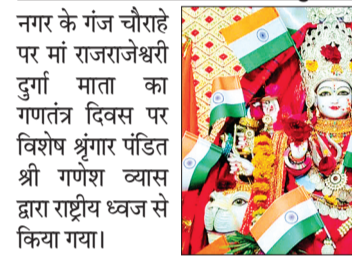 नगर के गंज चौराहे
पर मां राजराजेश्वरी
दुर्गा माता का
गणतंत्र दिवस पर
विशेष श्रृंगार पंडित
श्री गणेश व्यास
द्वारा राष्ट्रीय ध्वज से
किया गया।